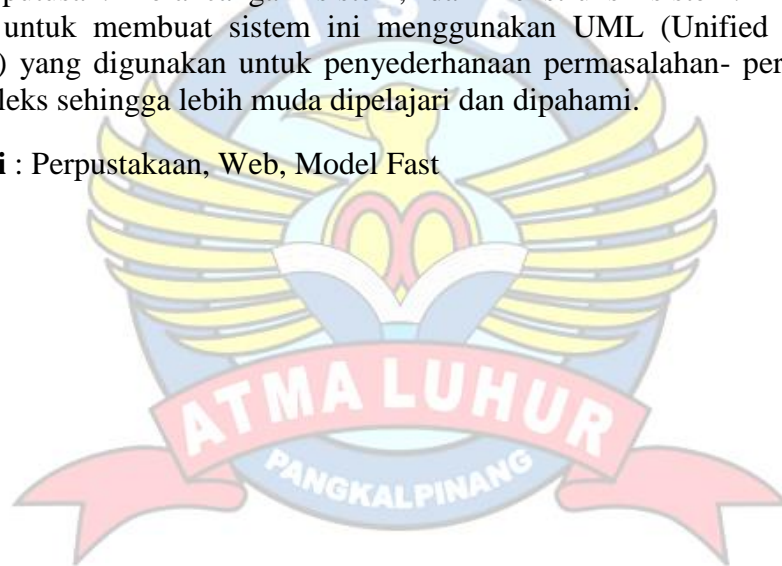 untuk membuat sistem ini menggunakan UML (Unified
) yang digunakan untuk penyederhanaan permasalahan- per
leks sehingga lebih muda dipelajari dan dipahami.
i : Perpustakaan, Web, Model Fast
I S B
ATMA LUHUR
PANGKALPINANG